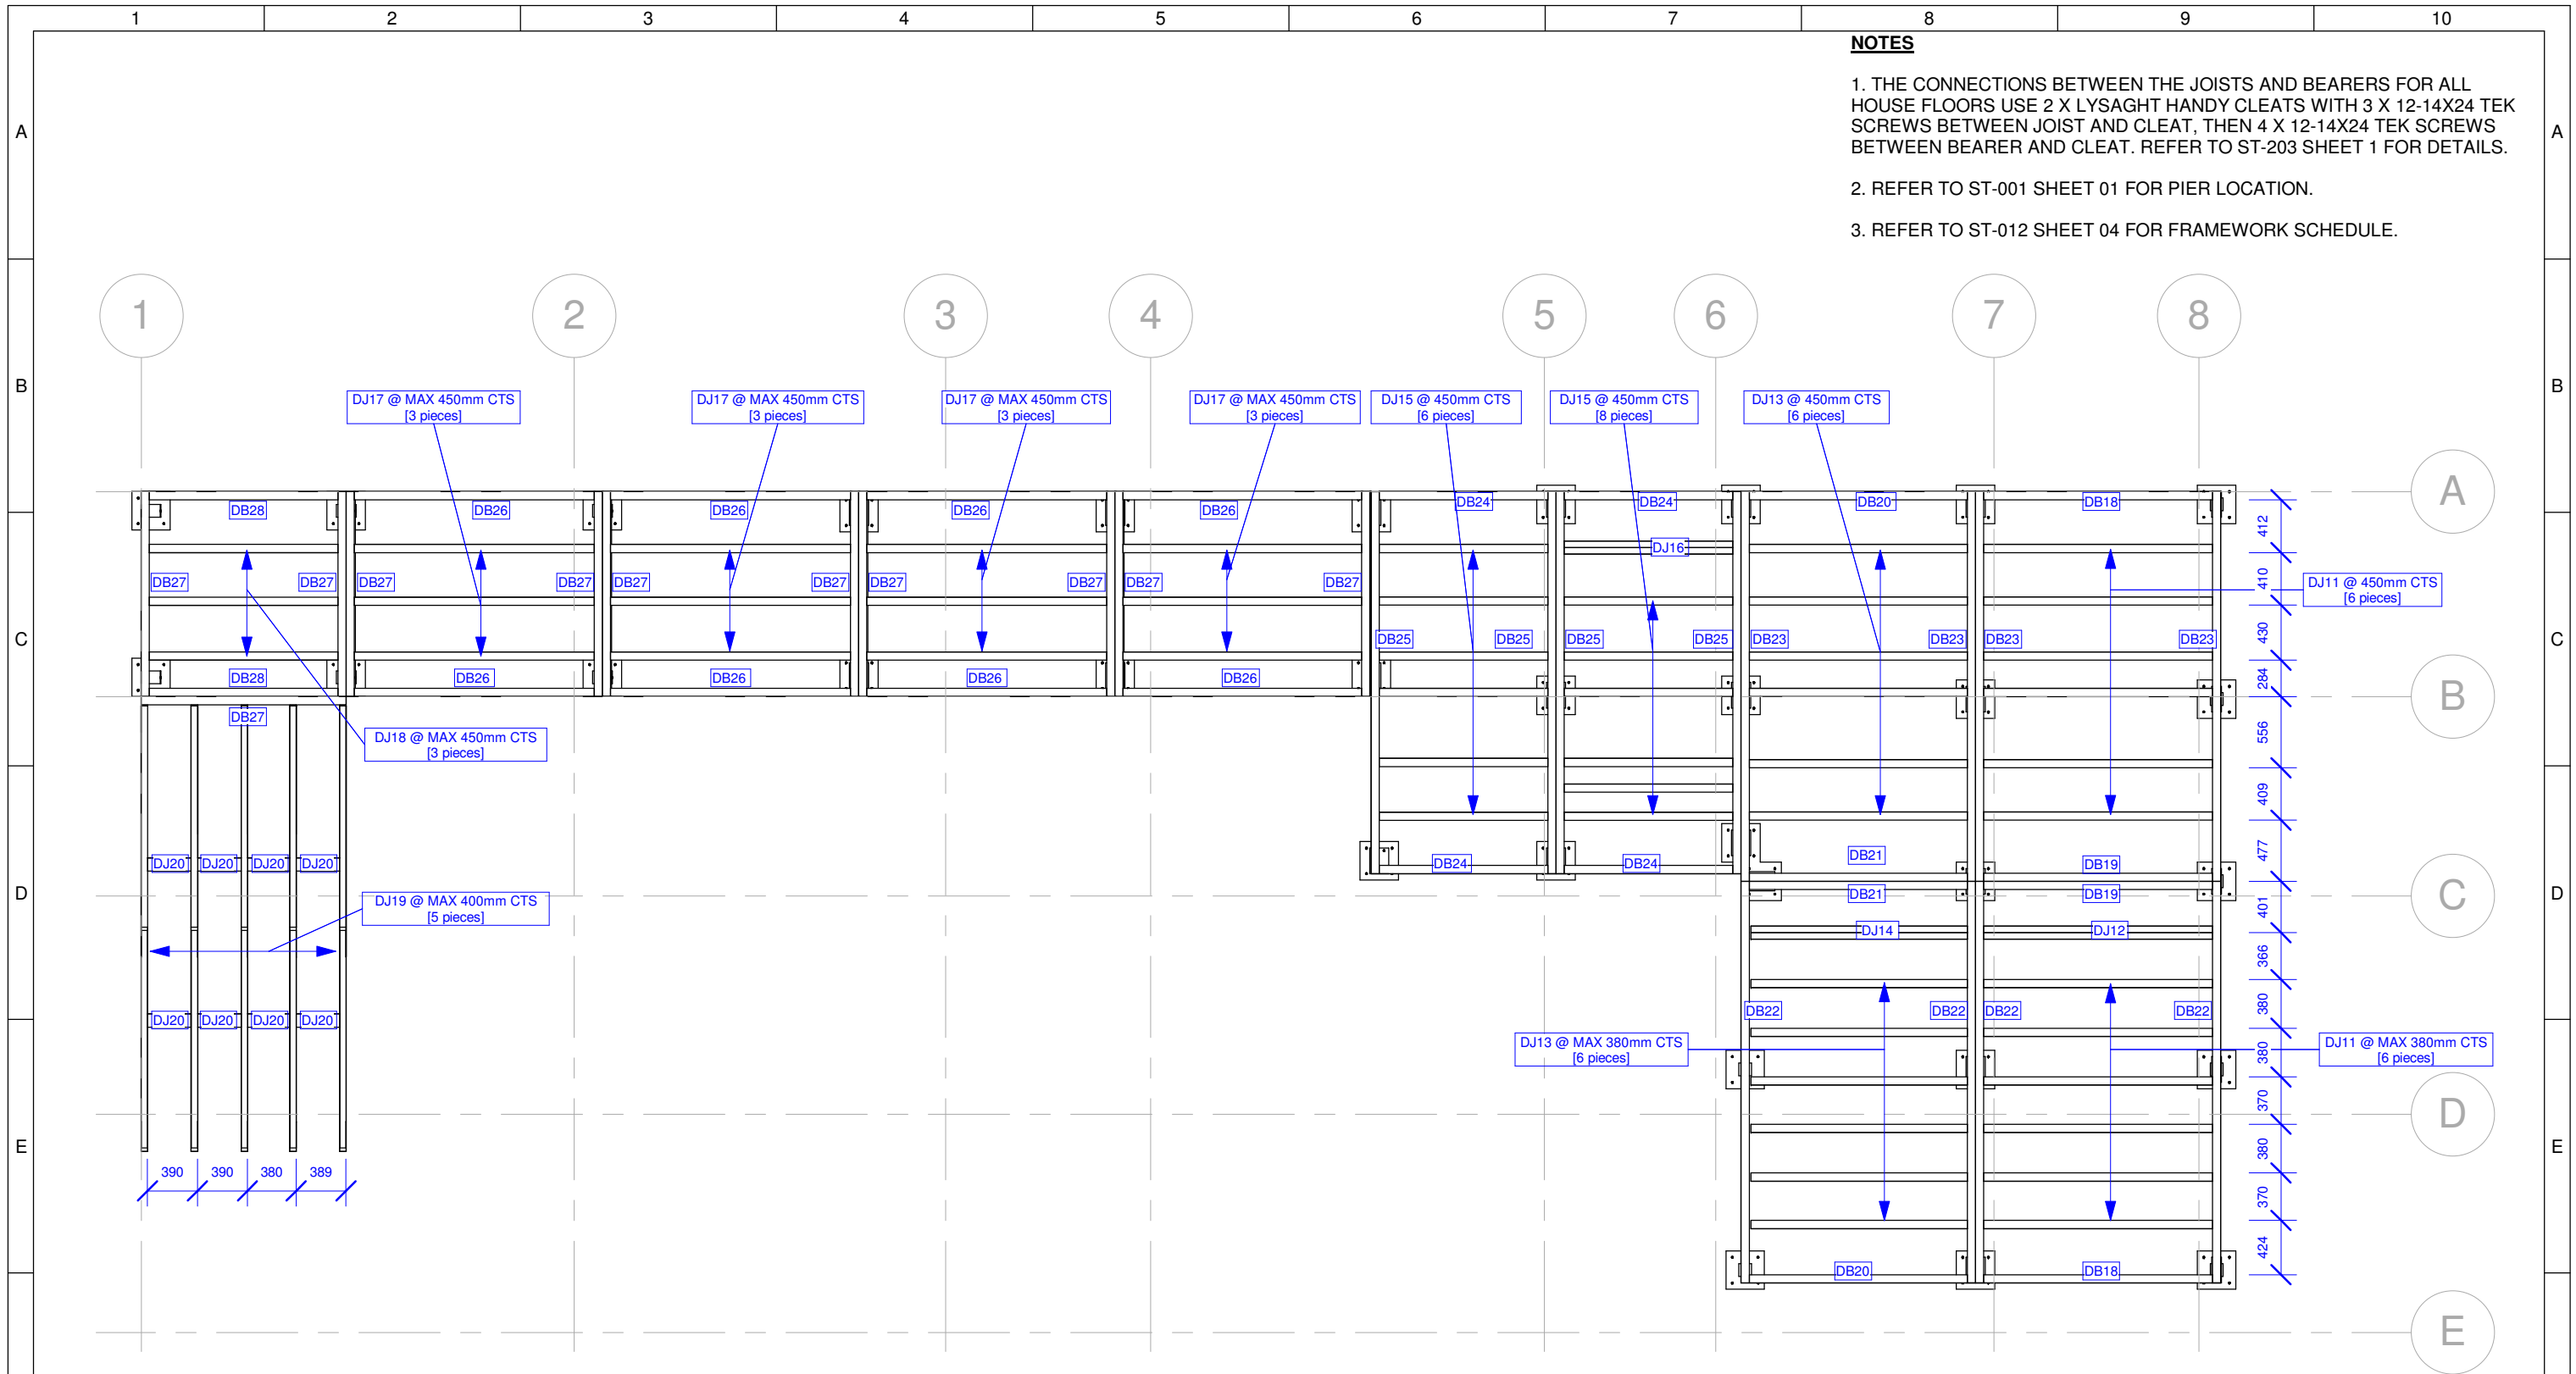 1 2 3 4 5 6 7 8 9 10
NOTES
1. THE CONNECTIONS BETWEEN THE JOISTS AND BEARERS FOR ALL
HOUSE FLOORS USE 2 X LYSAGHT HANDY CLEATS WITH 3 X 12-14X24 TEK
SCREWS BETWEEN JOIST AND CLEAT, THEN 4 X 12-14X24 TEK SCREWS
BETWEEN BEARER AND CLEAT. REFER TO ST-203 SHEET 1 FOR DETAILS.
2. REFER TO ST-001 SHEET 01 FOR PIER LOCATION.
3. REFER TO ST-012 SHEET 04 FOR FRAMEWORK SCHEDULE.
A A
1 2 3 4 5 6 7 8
B B
DJ17 @ MAX 450mm CTS
[3 pieces]
DJ17 @ MAX 450mm CTS
[3 pieces]
DJ17 @ MAX 450mm CTS
[3 pieces]
DJ17 @ MAX 450mm CTS
[3 pieces]
DJ15 @ 450mm CTS
[6 pieces]
DJ15 @ 450mm CTS
[8 pieces]
DJ13 @ 450mm CTS
[6 pieces]
A
DB28 DB26 DB26 DB26 DB26 DB24 DB24 DB20 DB18
412
DJ16
410
DB27 DB27 DB27 DB27 DB27 DB27 DB27 DB27 DB27 DB27
DJ11 @ 450mm CTS
[6 pieces]
C C
DB25 DB25 DB25 DB25 DB23 DB23 DB23 DB23
430
DB28 DB26 DB26 DB26 DB26
284
B
DB27
556
DJ18 @ MAX 450mm CTS
[3 pieces]
409
DJ20 DJ20 DJ20 DJ20
DB24 DB24 DB21 DB19
477
D D
DB21 DB19
C
DJ19 @ MAX 400mm CTS
[5 pieces]
401
DJ14 DJ12
366
380
DJ20 DJ20 DJ20 DJ20
DB22 DB22 DB22 DB22
DJ13 @ MAX 380mm CTS
[6 pieces]
380
DJ11 @ MAX 380mm CTS
[6 pieces]
370
D
E E
380
390 390 380 389
370
424
DB20 DB18
E